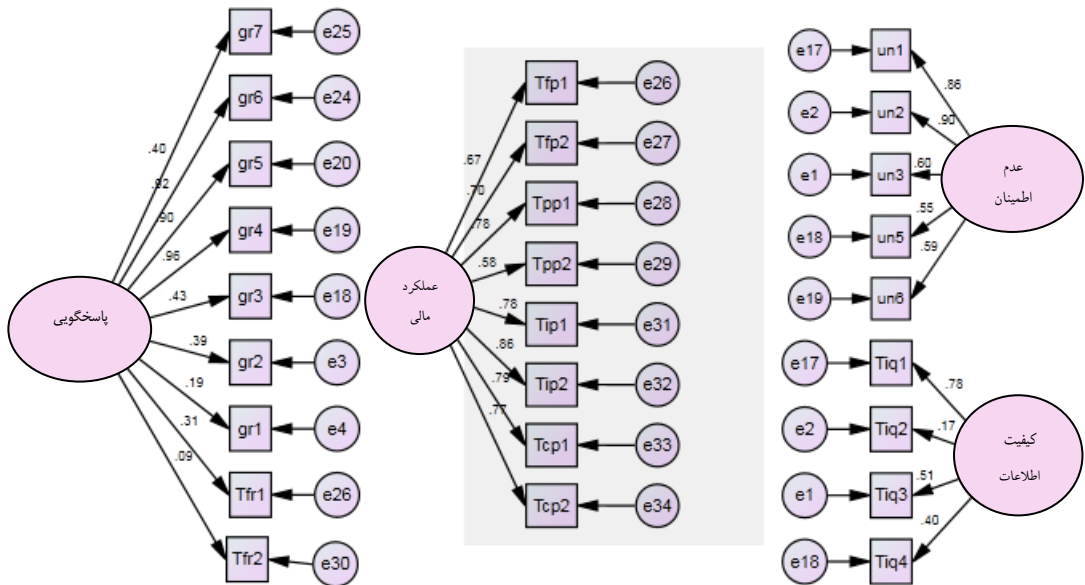 gr7
e25
gr6
e24
gr5
e20
gr4
e19
gr3
e18
gr2
e3
gr1
e4
Tfr1
e26
Tfr2
e30
.40
.92
.90
.96
.43
.39
.19
.31
.09
پاسخگویی
Tfp1
e26
Tfp2
e27
Tpp1
e28
Tpp2
e29
Tip1
e31
Tip2
e32
Tcp1
e33
Tcp2
e34
.67
.70
.78
.58
.78
.86
.79
.77
عملکرد
مالی
e17
un1
e2
un2
e1
un3
e18
un5
e19
un6
.86
.90
.60
.55
.59
عدم
اطمینان
e17
Tiq1
e2
Tiq2
e1
Tiq3
e18
Tiq4
.78
.17
.51
.40
کیفیت
اطلاعات